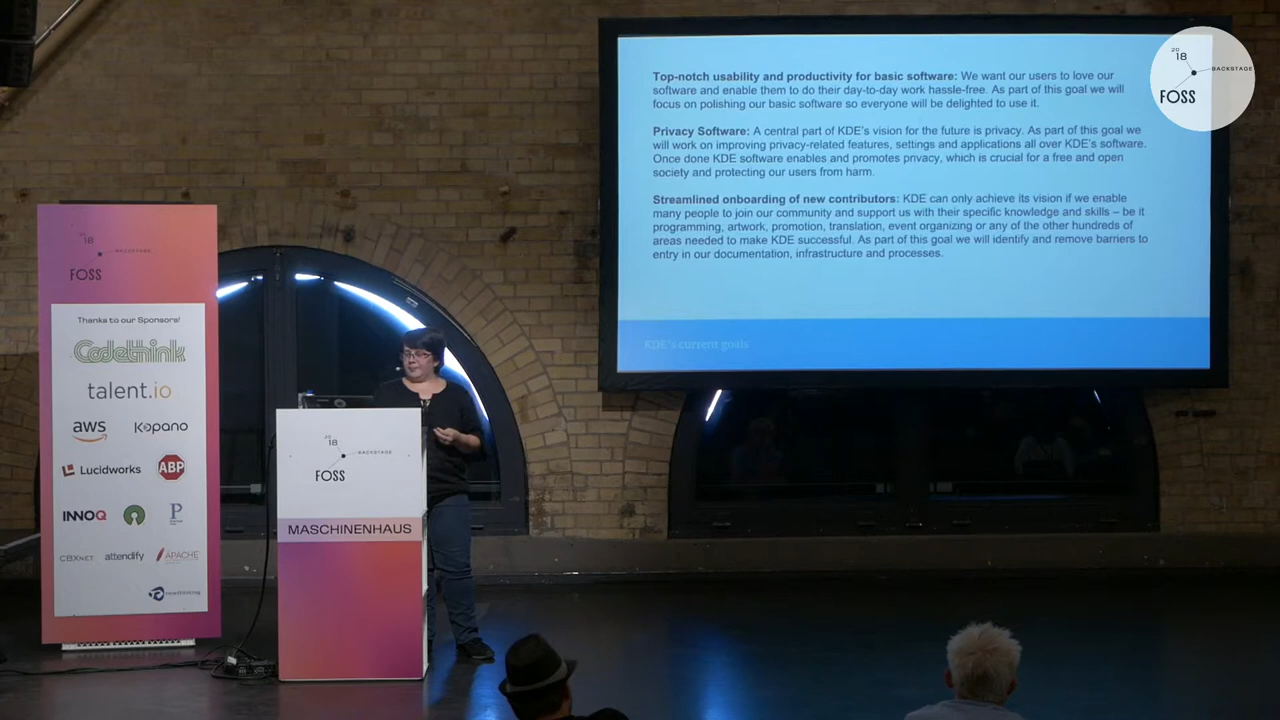 Top-notch usability and productivity for basic software: We want our users to love our
software and enable them to do their day-to-day work hassle-free. As part of this goal we will
focus on polishing our basic software so everyone will be delighted to use it.
Privacy Software: A central part of KDE's vision for the future is privacy. As part of this goal we
will work on improving privacy-related features, settings and applications all over KDE's software.
Once done KDE software enables and promotes privacy, which is crucial for a free and open
society and protecting our users from harm.
Streamlined onboarding of new contributors: KDE can only achieve its vision if we enable
many people to join our community and support us with their specific knowledge and skills – be it
programming, artwork, promotion, translation, event organizing or any of the other hundreds of
areas needed to make KDE successful. As part of this goal we will identify and remove barriers to
entry in our documentation, infrastructure and processes.
KDE's current goals
20
18
BACKSTAGE
FOSS
20
18
BACKSTAGE
FOSS
Thanks to our Sponsors!
Codethink
talent.io
aws Kopano
Lucidworks ABP
INNOQ
CBXNET attendify APACHE
newthinking
20
18
BACKSTAGE
FOSS
MASCHINENHAUS